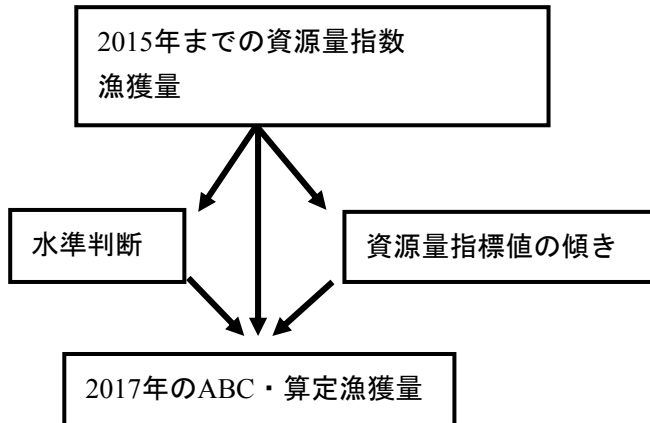 2015年までの資源量指数
漁獲量
水準判断
資源量指標値の傾き
2017年のABC・算定漁獲量